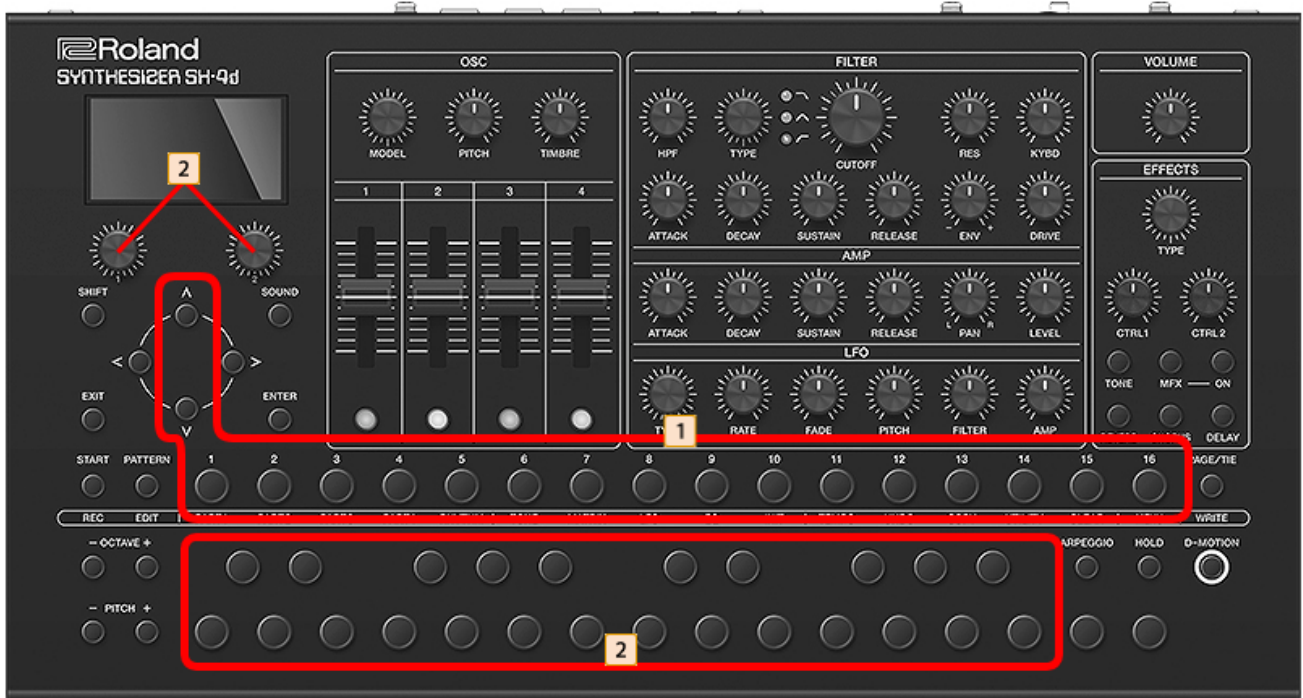 Roland
SYNTHESIZER SH-4d
OSC
FILTER
VOLUME
MODEL PITCH TIMBRE
HPF TYPE CUTOFF RES KYBD
EFFECTS
2
1 2 3 4
ATTACK DECAY SUSTAIN RELEASE - ENV + DRIVE
TYPE
1 2
AMP
SHIFT ∧ SOUND
ATTACK DECAY SUSTAIN RELEASE L PAN R LEVEL
CTRL1 CTRL2
LFO
< >
TONE MFX ON
EXIT ENTER
∨
RATE FADE PITCH FILTER AMP
1
DELAY
START PATTERN 1 2 3 4 5 6 7 8 9 10 11 12 13 14 15 16 PAGE/TIE
REC EDIT WRITE
- OCTAVE +
ARPEGGIO HOLD D-MOTION
- PITCH +
2